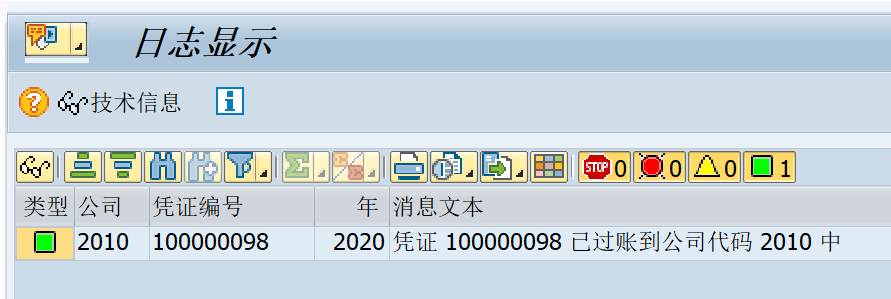 日志显示
技术信息
0 0 0 1
类型 公司 凭证编号 年 消息文本
2010 100000098 2020 凭证 100000098 已过账到公司代码 2010 中